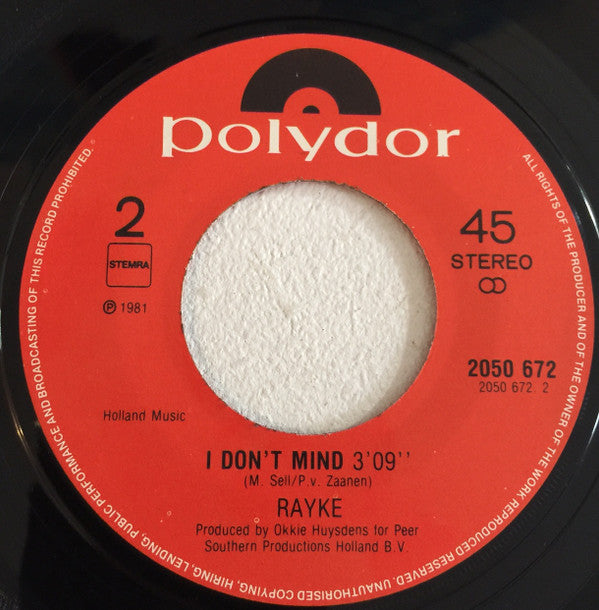 polydor
2
45
STEMRA
STEREO
℗ 1981
2050 672
2050 672. 2
Holland Music
I DON'T MIND 3'09''
(M. Sell/P.v. Zaanen)
RAYKE
Produced by Okkie Huysdens for Peer
Southern Productions Holland B.V.
ALL RIGHTS OF THE PRODUCER AND OF THE OWNER OF THE WORK REPRODUCED RESERVED. UNAUTHORISED COPYING, HIRING, LENDING, PUBLIC PERFORMANCE AND BROADCASTING OF THIS RECORD PROHIBITED.